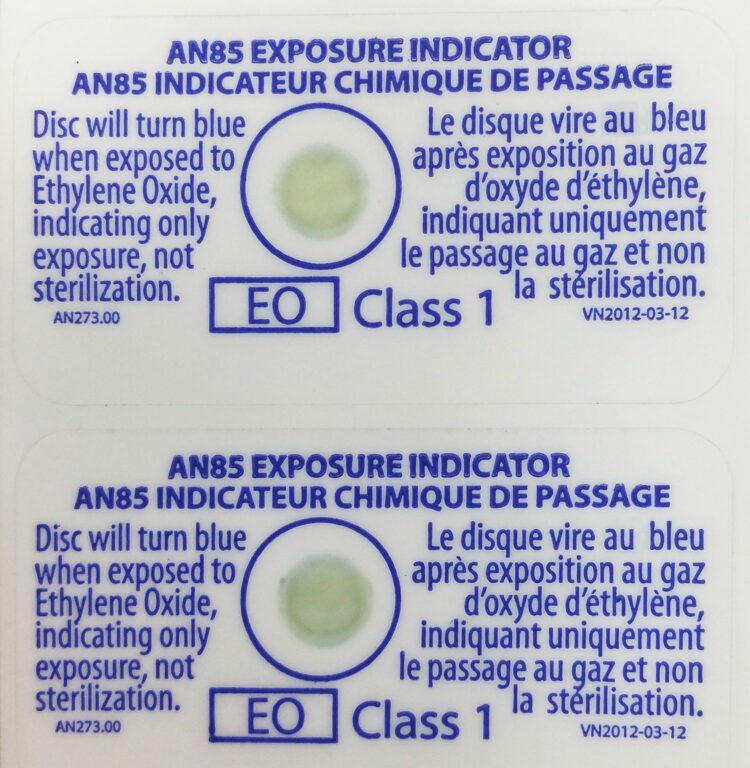 AN85 EXPOSURE INDICATOR
AN85 INDICATEUR CHIMIQUE DE PASSAGE
Disc will turn blue
when exposed to
Ethylene Oxide,
indicating only
exposure, not
sterilization.
AN273.00
Le disque vire au bleu
après exposition au gaz
d'oxyde d'éthylène,
indiquant uniquement
le passage au gaz et non
la stérilisation.
VN2012-03-12
EO Class 1
AN85 EXPOSURE INDICATOR
AN85 INDICATEUR CHIMIQUE DE PASSAGE
Disc will turn blue
when exposed to
Ethylene Oxide,
indicating only
exposure, not
sterilization.
AN273.00
Le disque vire au bleu
après exposition au gaz
d'oxyde d'éthylène,
indiquant uniquement
le passage au gaz et non
la stérilisation.
VN2012-03-12
EO Class 1